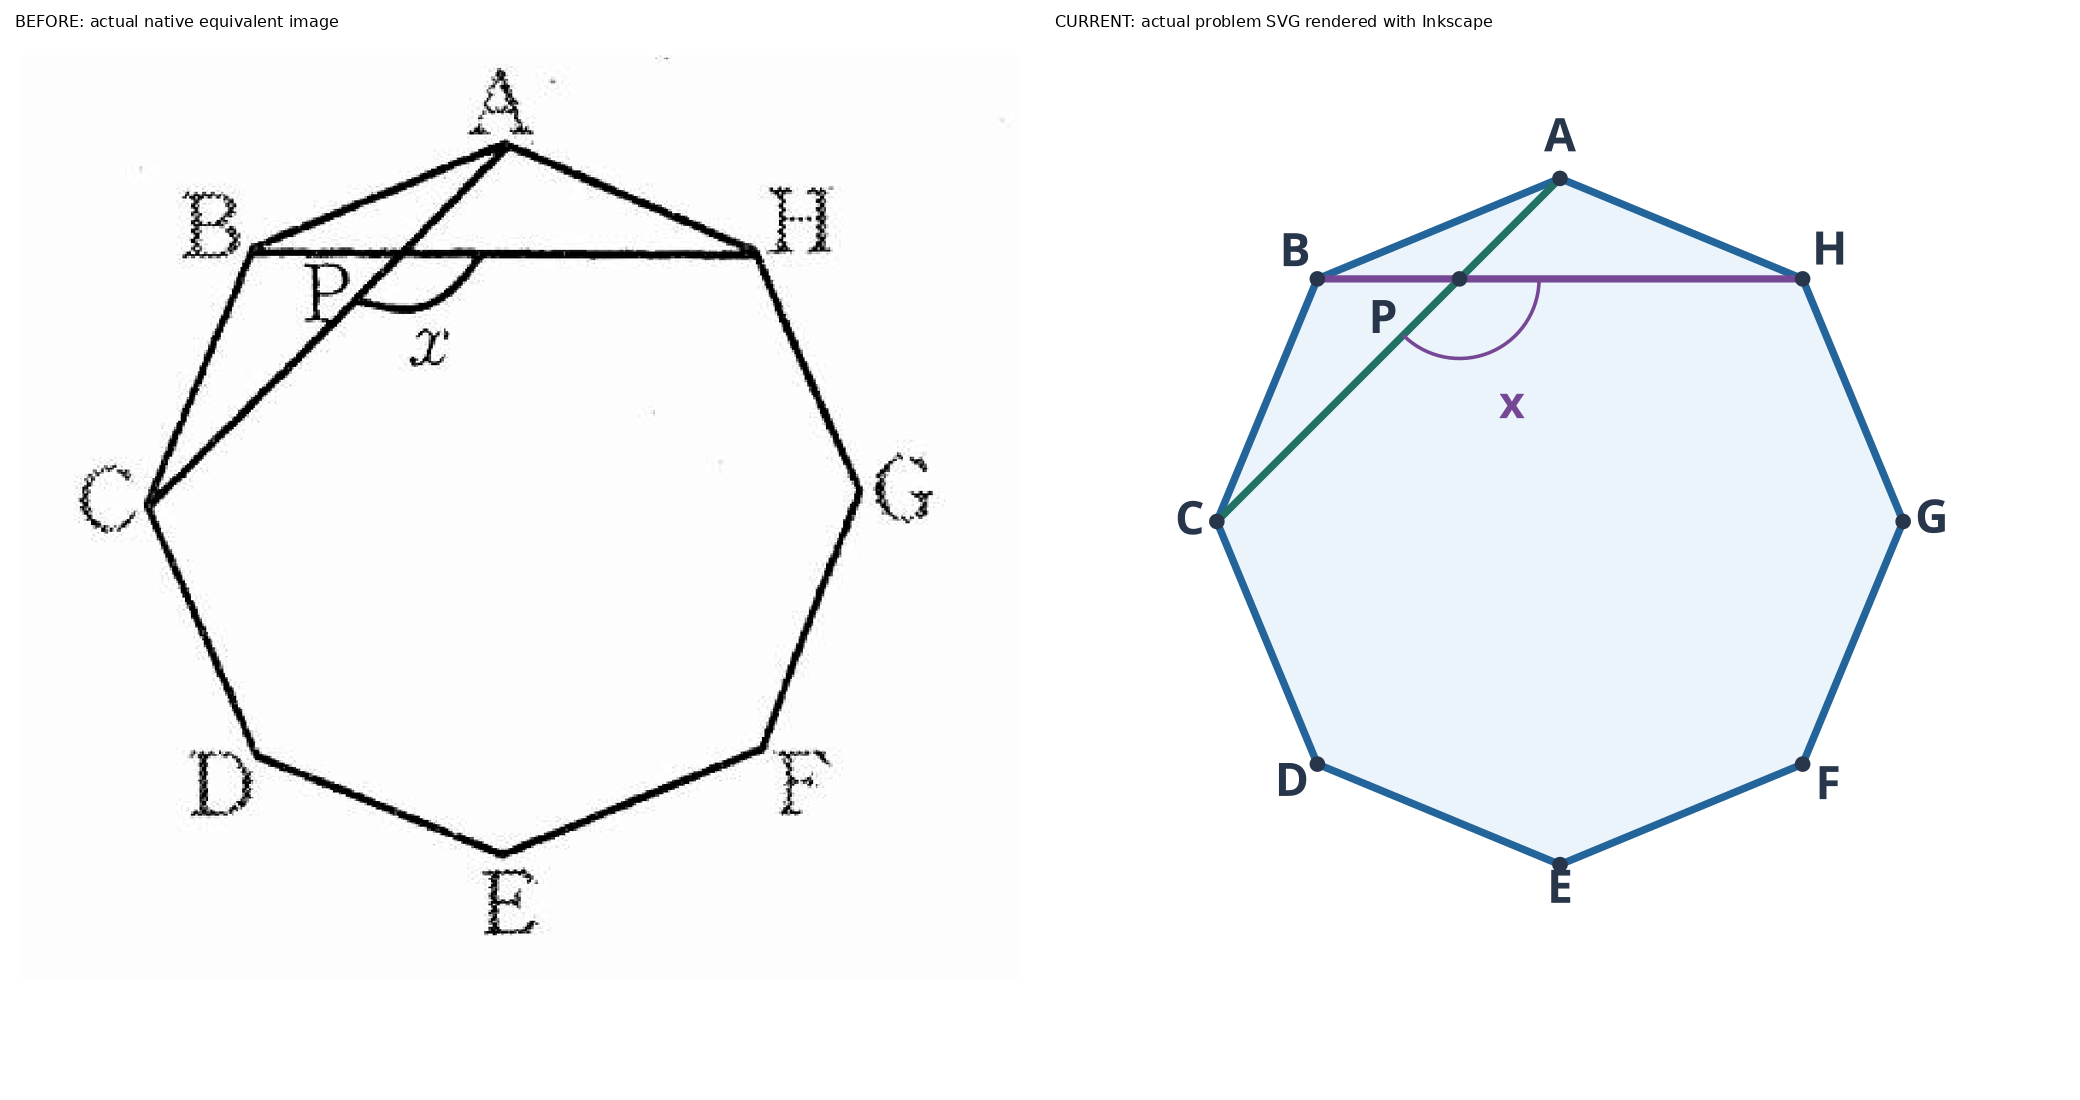 BEFORE: actual native equivalent image
A
B
H
P
x
C
G
D
F
E
CURRENT: actual problem SVG rendered with Inkscape
A
B
H
P
x
C
G
D
F
E